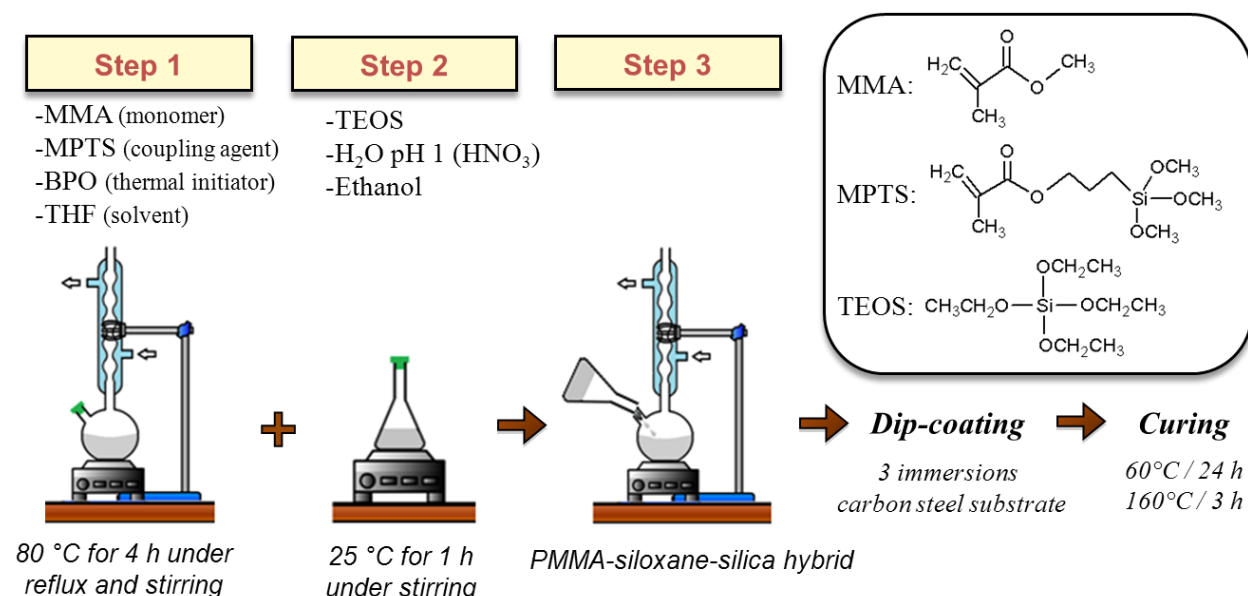 Step 1
-MMA (monomer)
-MPTS (coupling agent)
-BPO (thermal initiator)
-THF (solvent)
80 °C for 4 h under
reflux and stirring
Step 2
-TEOS
-H₂O pH 1 (HNO₃)
-Ethanol
25 °C for 1 h
under stirring
Step 3
PMMA-siloxane-silica hybrid
MMA:
O
H₂C
O
CH₃
CH₃
MPTS:
O
H₂C
O
CH₃
OCH₃
Si
OCH₃
OCH₃
TEOS:
OCH₂CH₃
CH₃CH₂O
Si
OCH₂CH₃
OCH₂CH₃
Dip-coating
3 immersions
carbon steel substrate
Curing
60°C / 24 h
160°C / 3 h